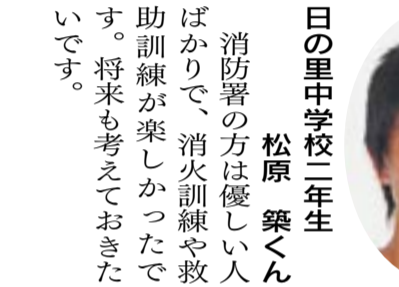 日の里中学校二年生
松原　築くん
消防署の方は優しい人
ばかりで、消火訓練や救
助訓練が楽しかったで
す。将来も考えておきた
いです。